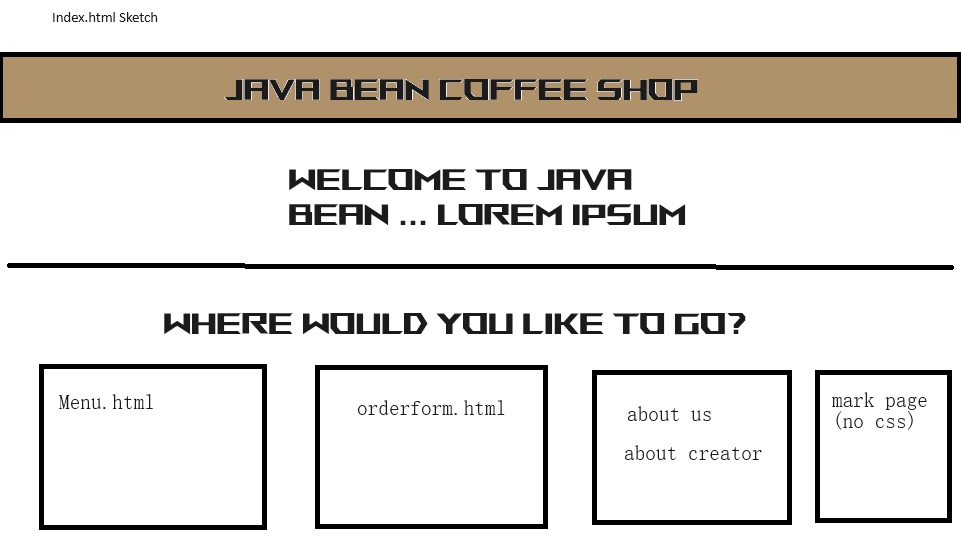 Index.html Sketch
JAVA BEAN COFFEE SHOP
WELCOME TO JAVA
BEAN ... LOREM IPSUM
WHERE WOULD YOU LIKE TO GO?
Menu.html
orderform.html
about us
about creator
mark page
(no css)